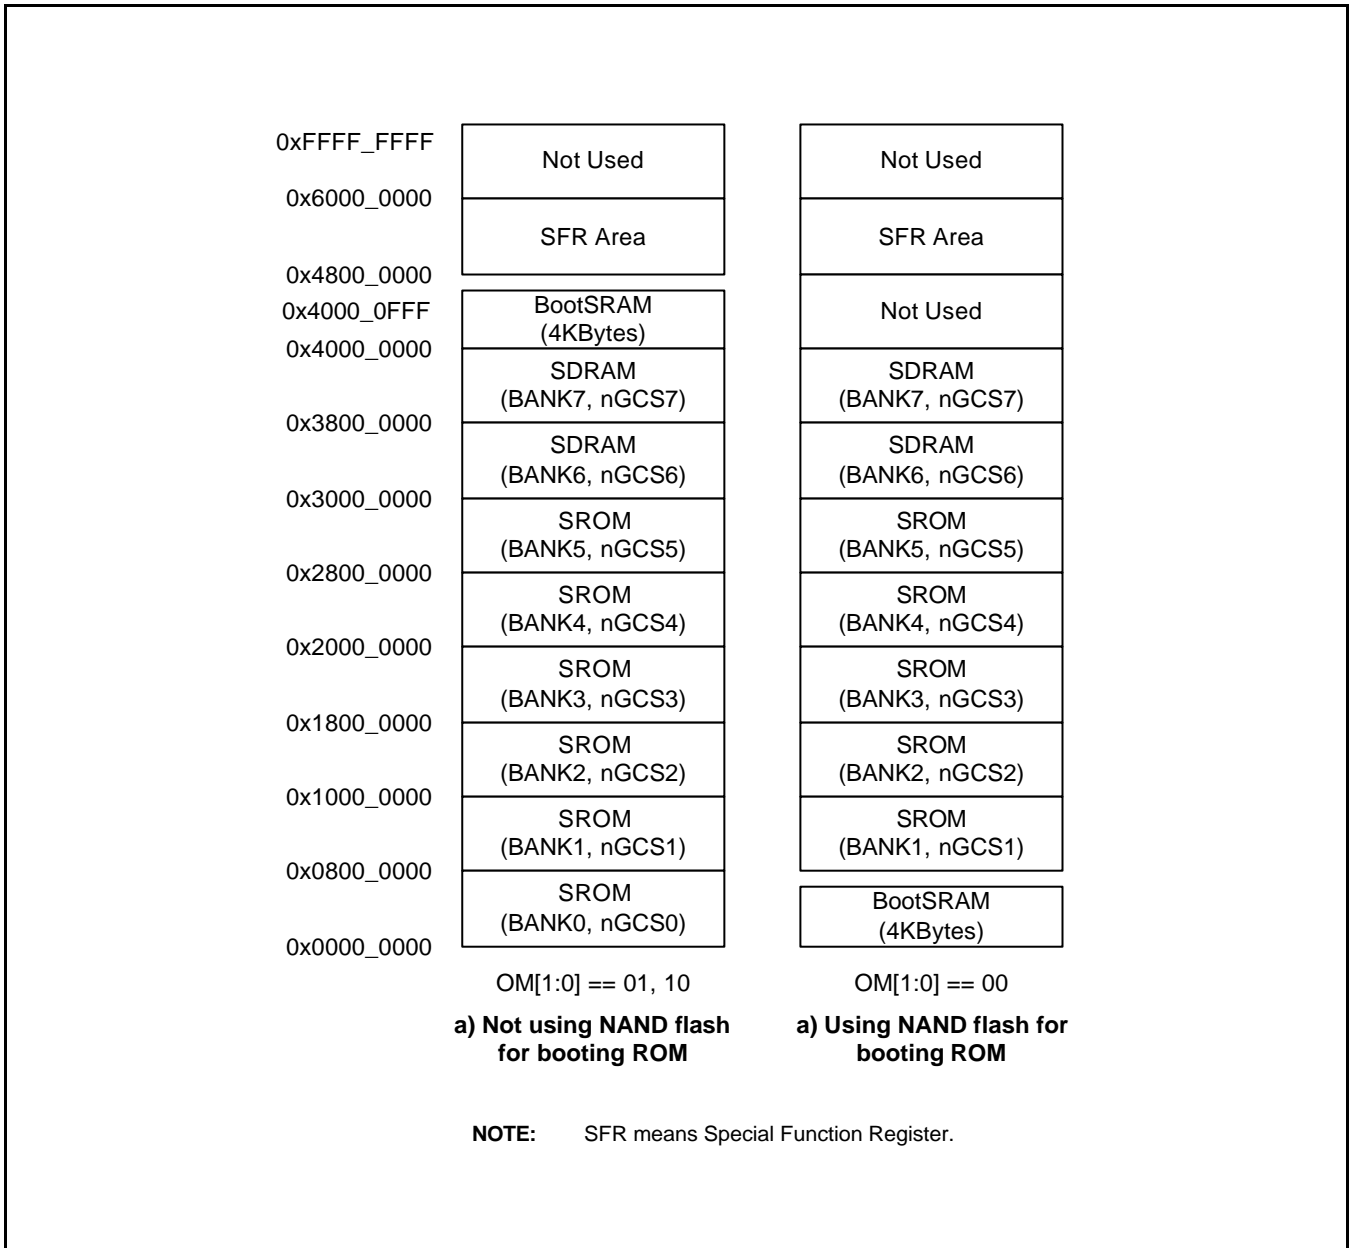 0xFFFF_FFFF
Not Used
Not Used
0x6000_0000
SFR Area
SFR Area
0x4800_0000
BootSRAM
(4KBytes)
0x4000_0FFF
Not Used
0x4000_0000
SDRAM
(BANK7, nGCS7)
SDRAM
(BANK7, nGCS7)
0x3800_0000
SDRAM
(BANK6, nGCS6)
SDRAM
(BANK6, nGCS6)
0x3000_0000
SROM
(BANK5, nGCS5)
SROM
(BANK5, nGCS5)
0x2800_0000
SROM
(BANK4, nGCS4)
SROM
(BANK4, nGCS4)
0x2000_0000
SROM
(BANK3, nGCS3)
SROM
(BANK3, nGCS3)
0x1800_0000
SROM
(BANK2, nGCS2)
SROM
(BANK2, nGCS2)
0x1000_0000
SROM
(BANK1, nGCS1)
SROM
(BANK1, nGCS1)
0x0800_0000
SROM
(BANK0, nGCS0)
BootSRAM
(4KBytes)
0x0000_0000
OM[1:0] == 01, 10
OM[1:0] == 00
a) Not using NAND flash
for booting ROM
a) Using NAND flash for
booting ROM
NOTE: SFR means Special Function Register.